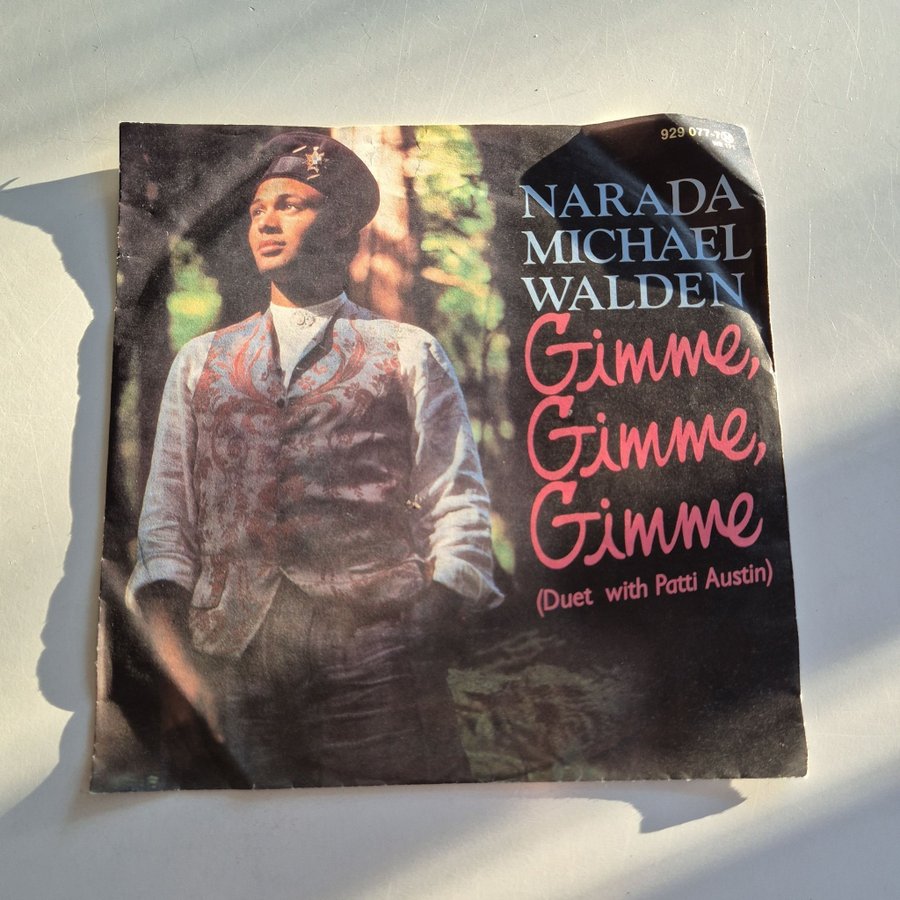 929 077-7
NARADA
MICHAEL
WALDEN
Gimme,
Gimme,
Gimme
(Duet with Patti Austin)